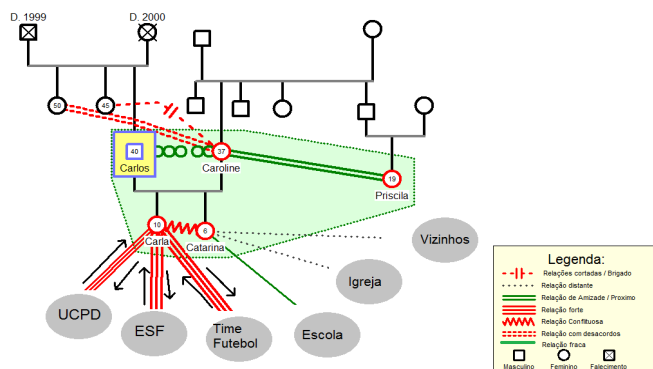 D. 1999
D. 2000
50
45
40
Carlos
37
Caroline
19
Priscila
10
Carla
6
Catarina
Vizinhos
Igreja
UCPD
ESF
Time
Futebol
Escola
Legenda:
Relações cortadas / Brigado
Relação distante
Relação de Amizade / Proximo
Relação forte
Relação Conflituosa
Relação com desacordos
Relação fraca
Masculino
Feminino
Falecimento